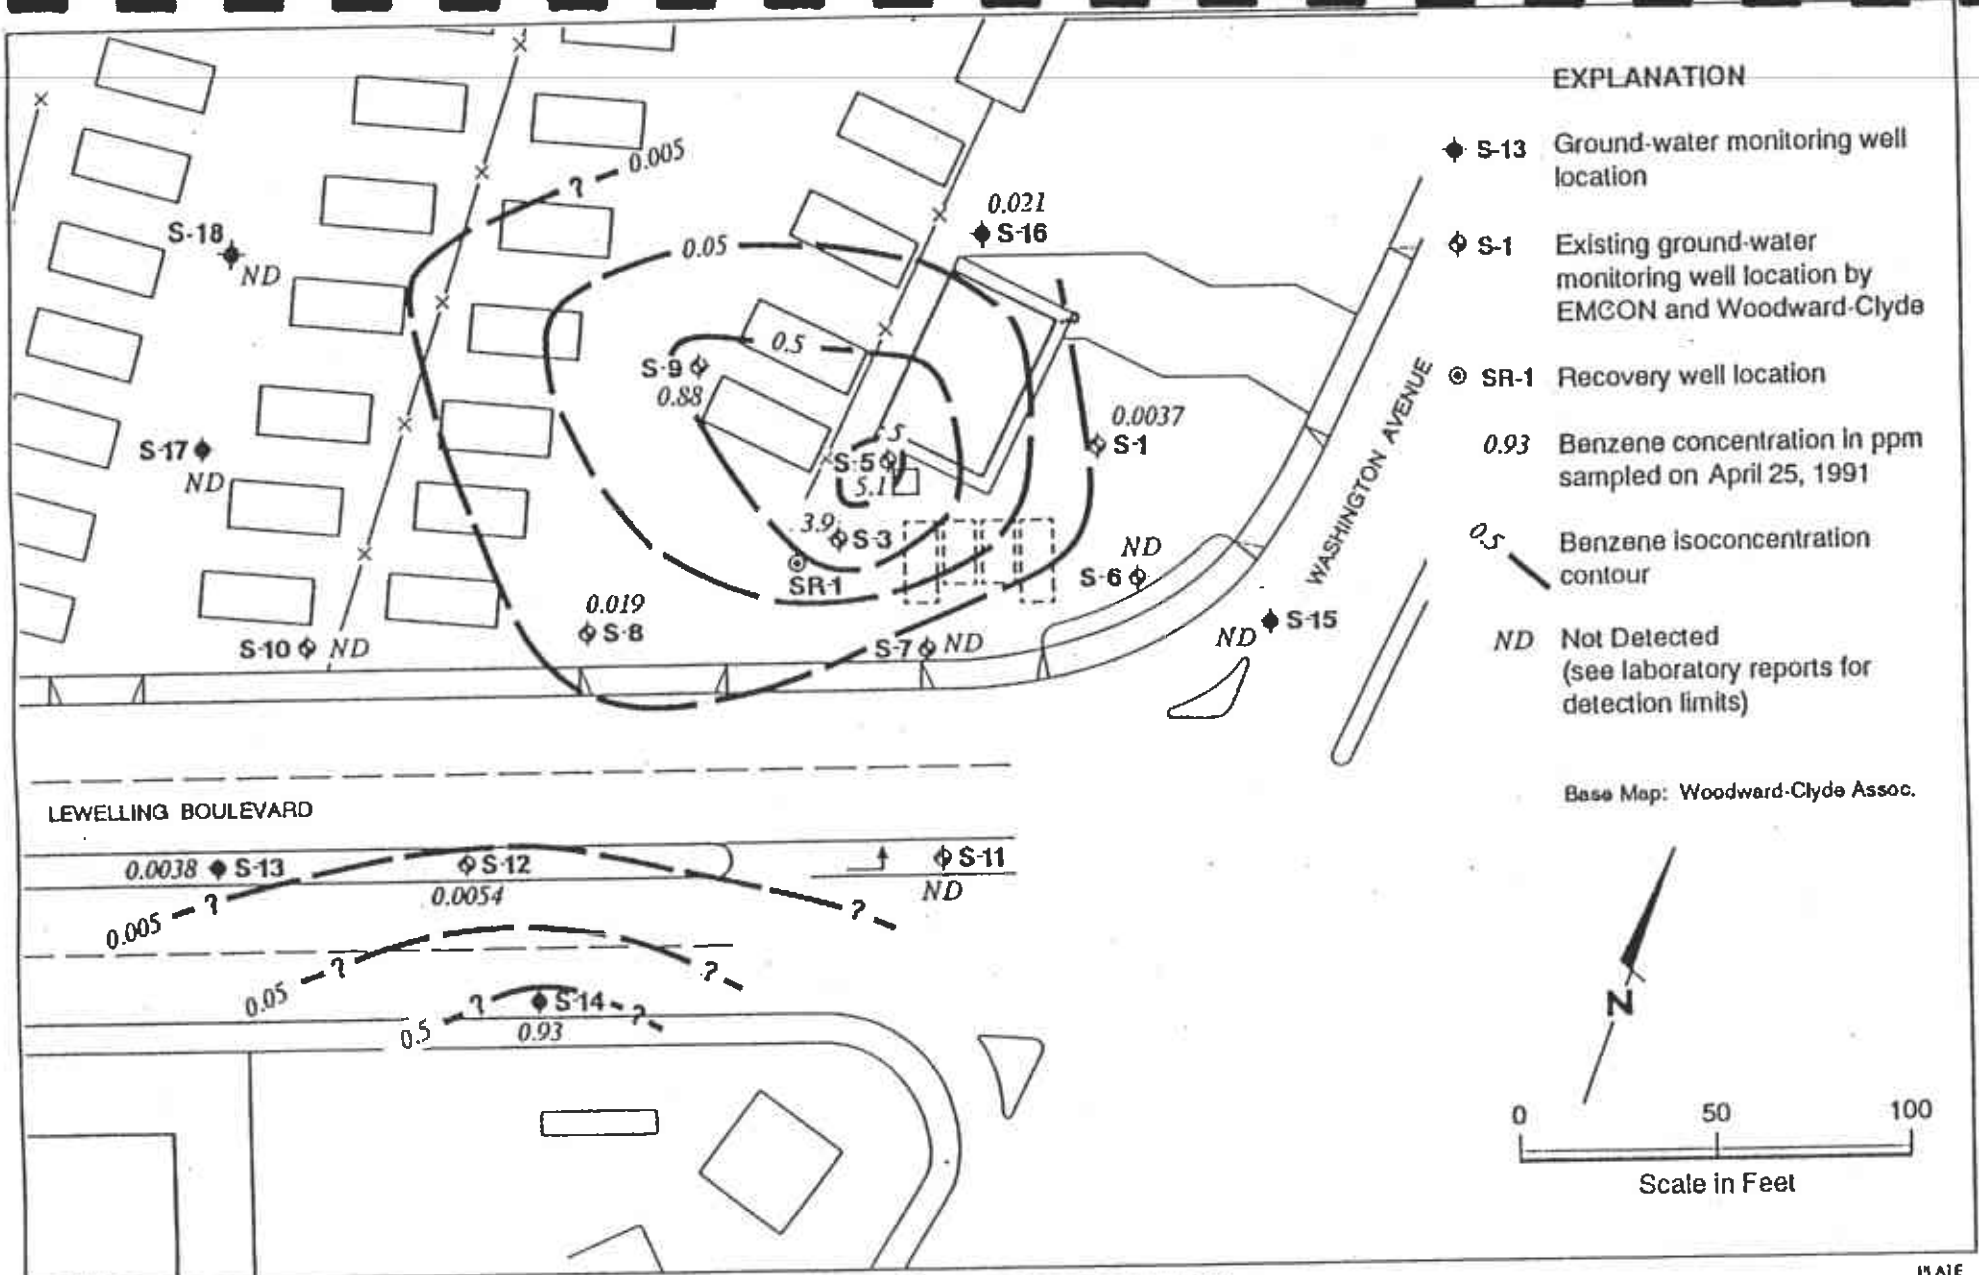 EXPLANATION
S-13 Ground-water monitoring well
location
S-1 Existing ground-water
monitoring well location by
EMCON and Woodward-Clyde
SR-1 Recovery well location
0.93 Benzene concentration in ppm
sampled on April 25, 1991
0.5 Benzene isoconcentration
contour
ND Not Detected
(see laboratory reports for
detection limits)
Base Map: Woodward-Clyde Assoc.
N
0 50 100
Scale in Feet
? 0.005
0.021
S-16
S-18
ND
0.05
0.5
S-9
0.88
0.0037
S-1
WASHINGTON AVENUE
S-17
ND
S-5
5.1
3.9
S-3
SR-1
ND
S-6
0.019
S-8
S-10 ND
S-7 ND
ND S-15
LEWELLING BOULEVARD
0.0038 S-13
S-12
0.0054
S-11
ND
0.005 ?
?
0.05 ?
?
0.5 ?
S-14
?
0.93
PLATE